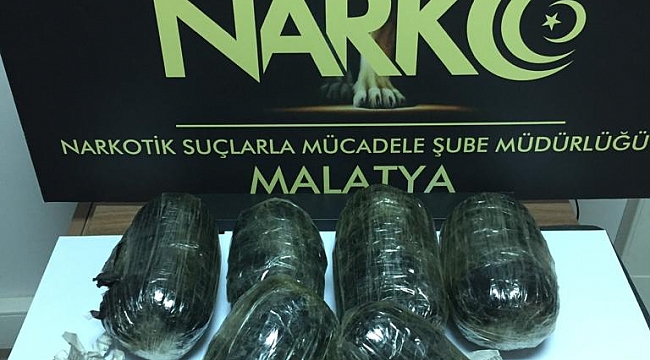 NARKO
NARKOTİK SUÇLARLA MÜCADELE ŞUBE MÜDÜRLÜĞÜ
MALATYA